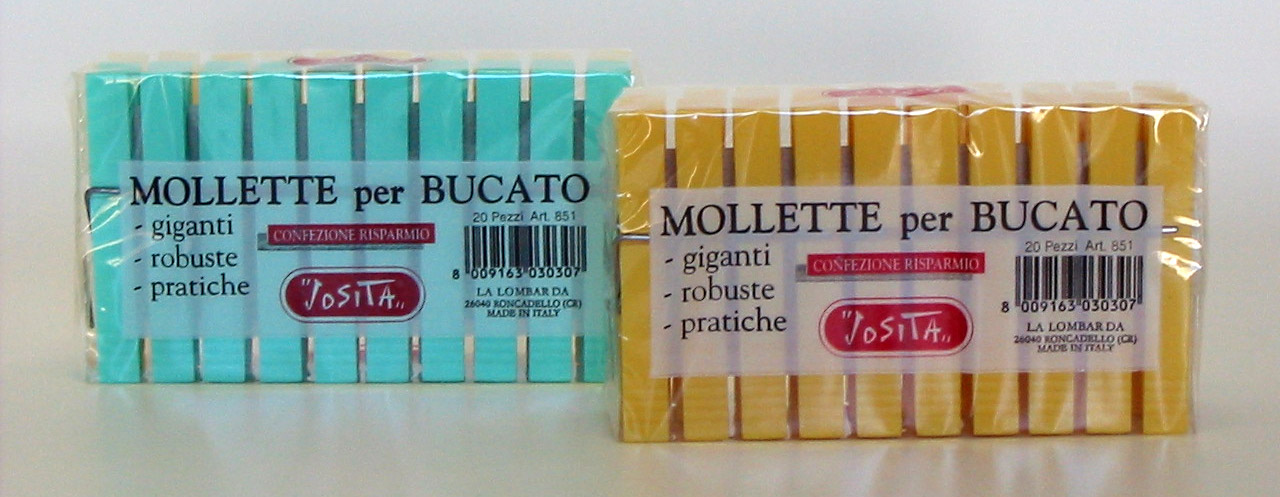 MOLLETTE per BUCATO
- giganti
- robuste
- pratiche
CONFEZIONE RISPARMIO
"JOSITA"
20 Pezzi Art. 851
8 009163 030307
LA LOMBARDA
26040 RONCADELLO (CR)
MADE IN ITALY
MOLLETTE per BUCATO
- giganti
- robuste
- pratiche
CONFEZIONE RISPARMIO
"JOSITA"
20 Pezzi Art. 851
8 009163 030307
LA LOMBARDA
26040 RONCADELLO (CR)
MADE IN ITALY